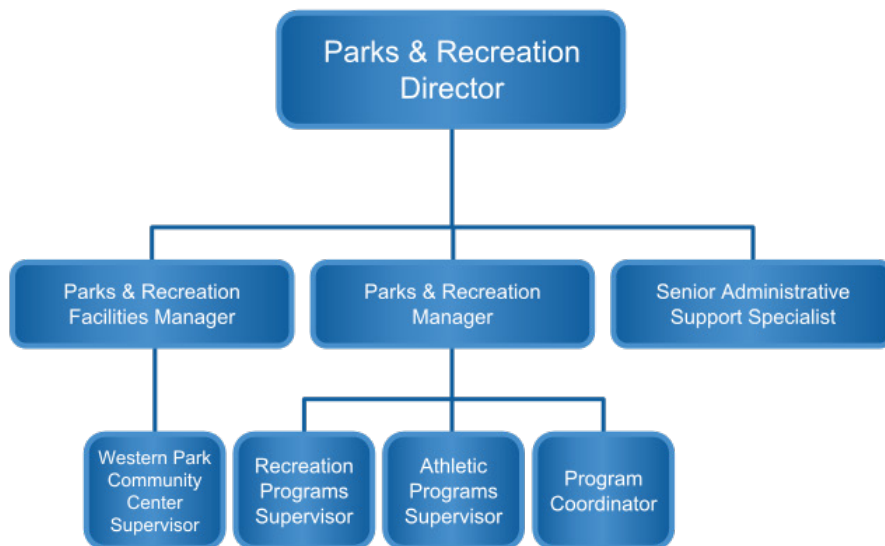 Parks & Recreation
Director
Parks & Recreation
Facilities Manager
Parks & Recreation
Manager
Senior Administrative
Support Specialist
Western Park
Community
Center
Supervisor
Recreation
Programs
Supervisor
Athletic
Programs
Supervisor
Program
Coordinator